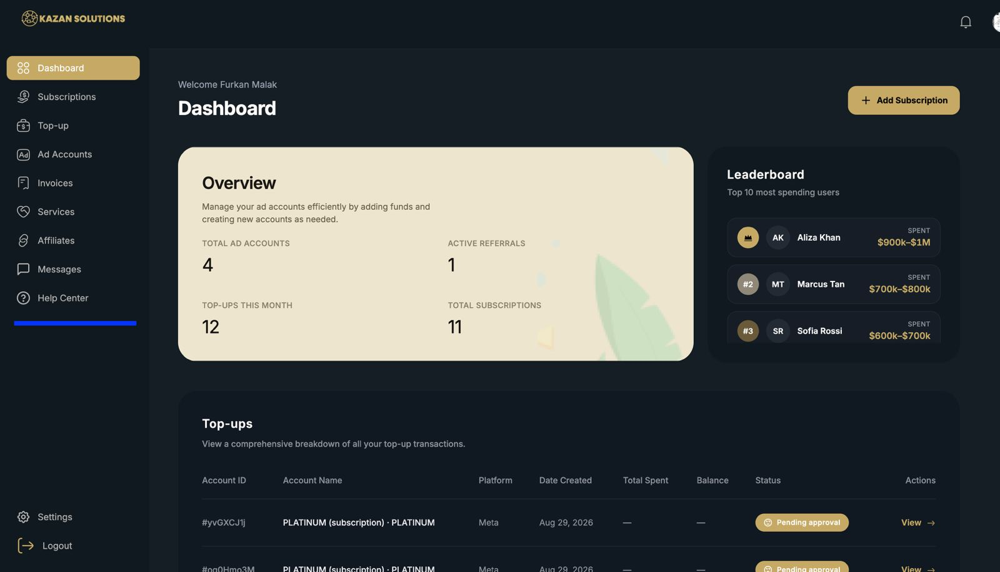 KAZAN SOLUTIONS
Dashboard
Subscriptions
Top-up
Ad Accounts
Invoices
Services
Affiliates
Messages
Help Center
Settings
Logout
Welcome Furkan Malak
Dashboard
Add Subscription
Overview
Manage your ad accounts efficiently by adding funds and
creating new accounts as needed.
TOTAL AD ACCOUNTS
4
ACTIVE REFERRALS
1
TOP-UPS THIS MONTH
12
TOTAL SUBSCRIPTIONS
11
Leaderboard
Top 10 most spending users
AK Aliza Khan SPENT $900k–$1M
#2 MT Marcus Tan SPENT $700k–$800k
#3 SR Sofia Rossi SPENT $600k–$700k
Top-ups
View a comprehensive breakdown of all your top-up transactions.
Account ID Account Name Platform Date Created Total Spent Balance Status Actions
#yvGXCJ1j PLATINUM (subscription) · PLATINUM Meta Aug 29, 2026 — — Pending approval View →
PLATINUM (subscription) · PLATINUM Meta Aug 29, 2026 Pending approval View →